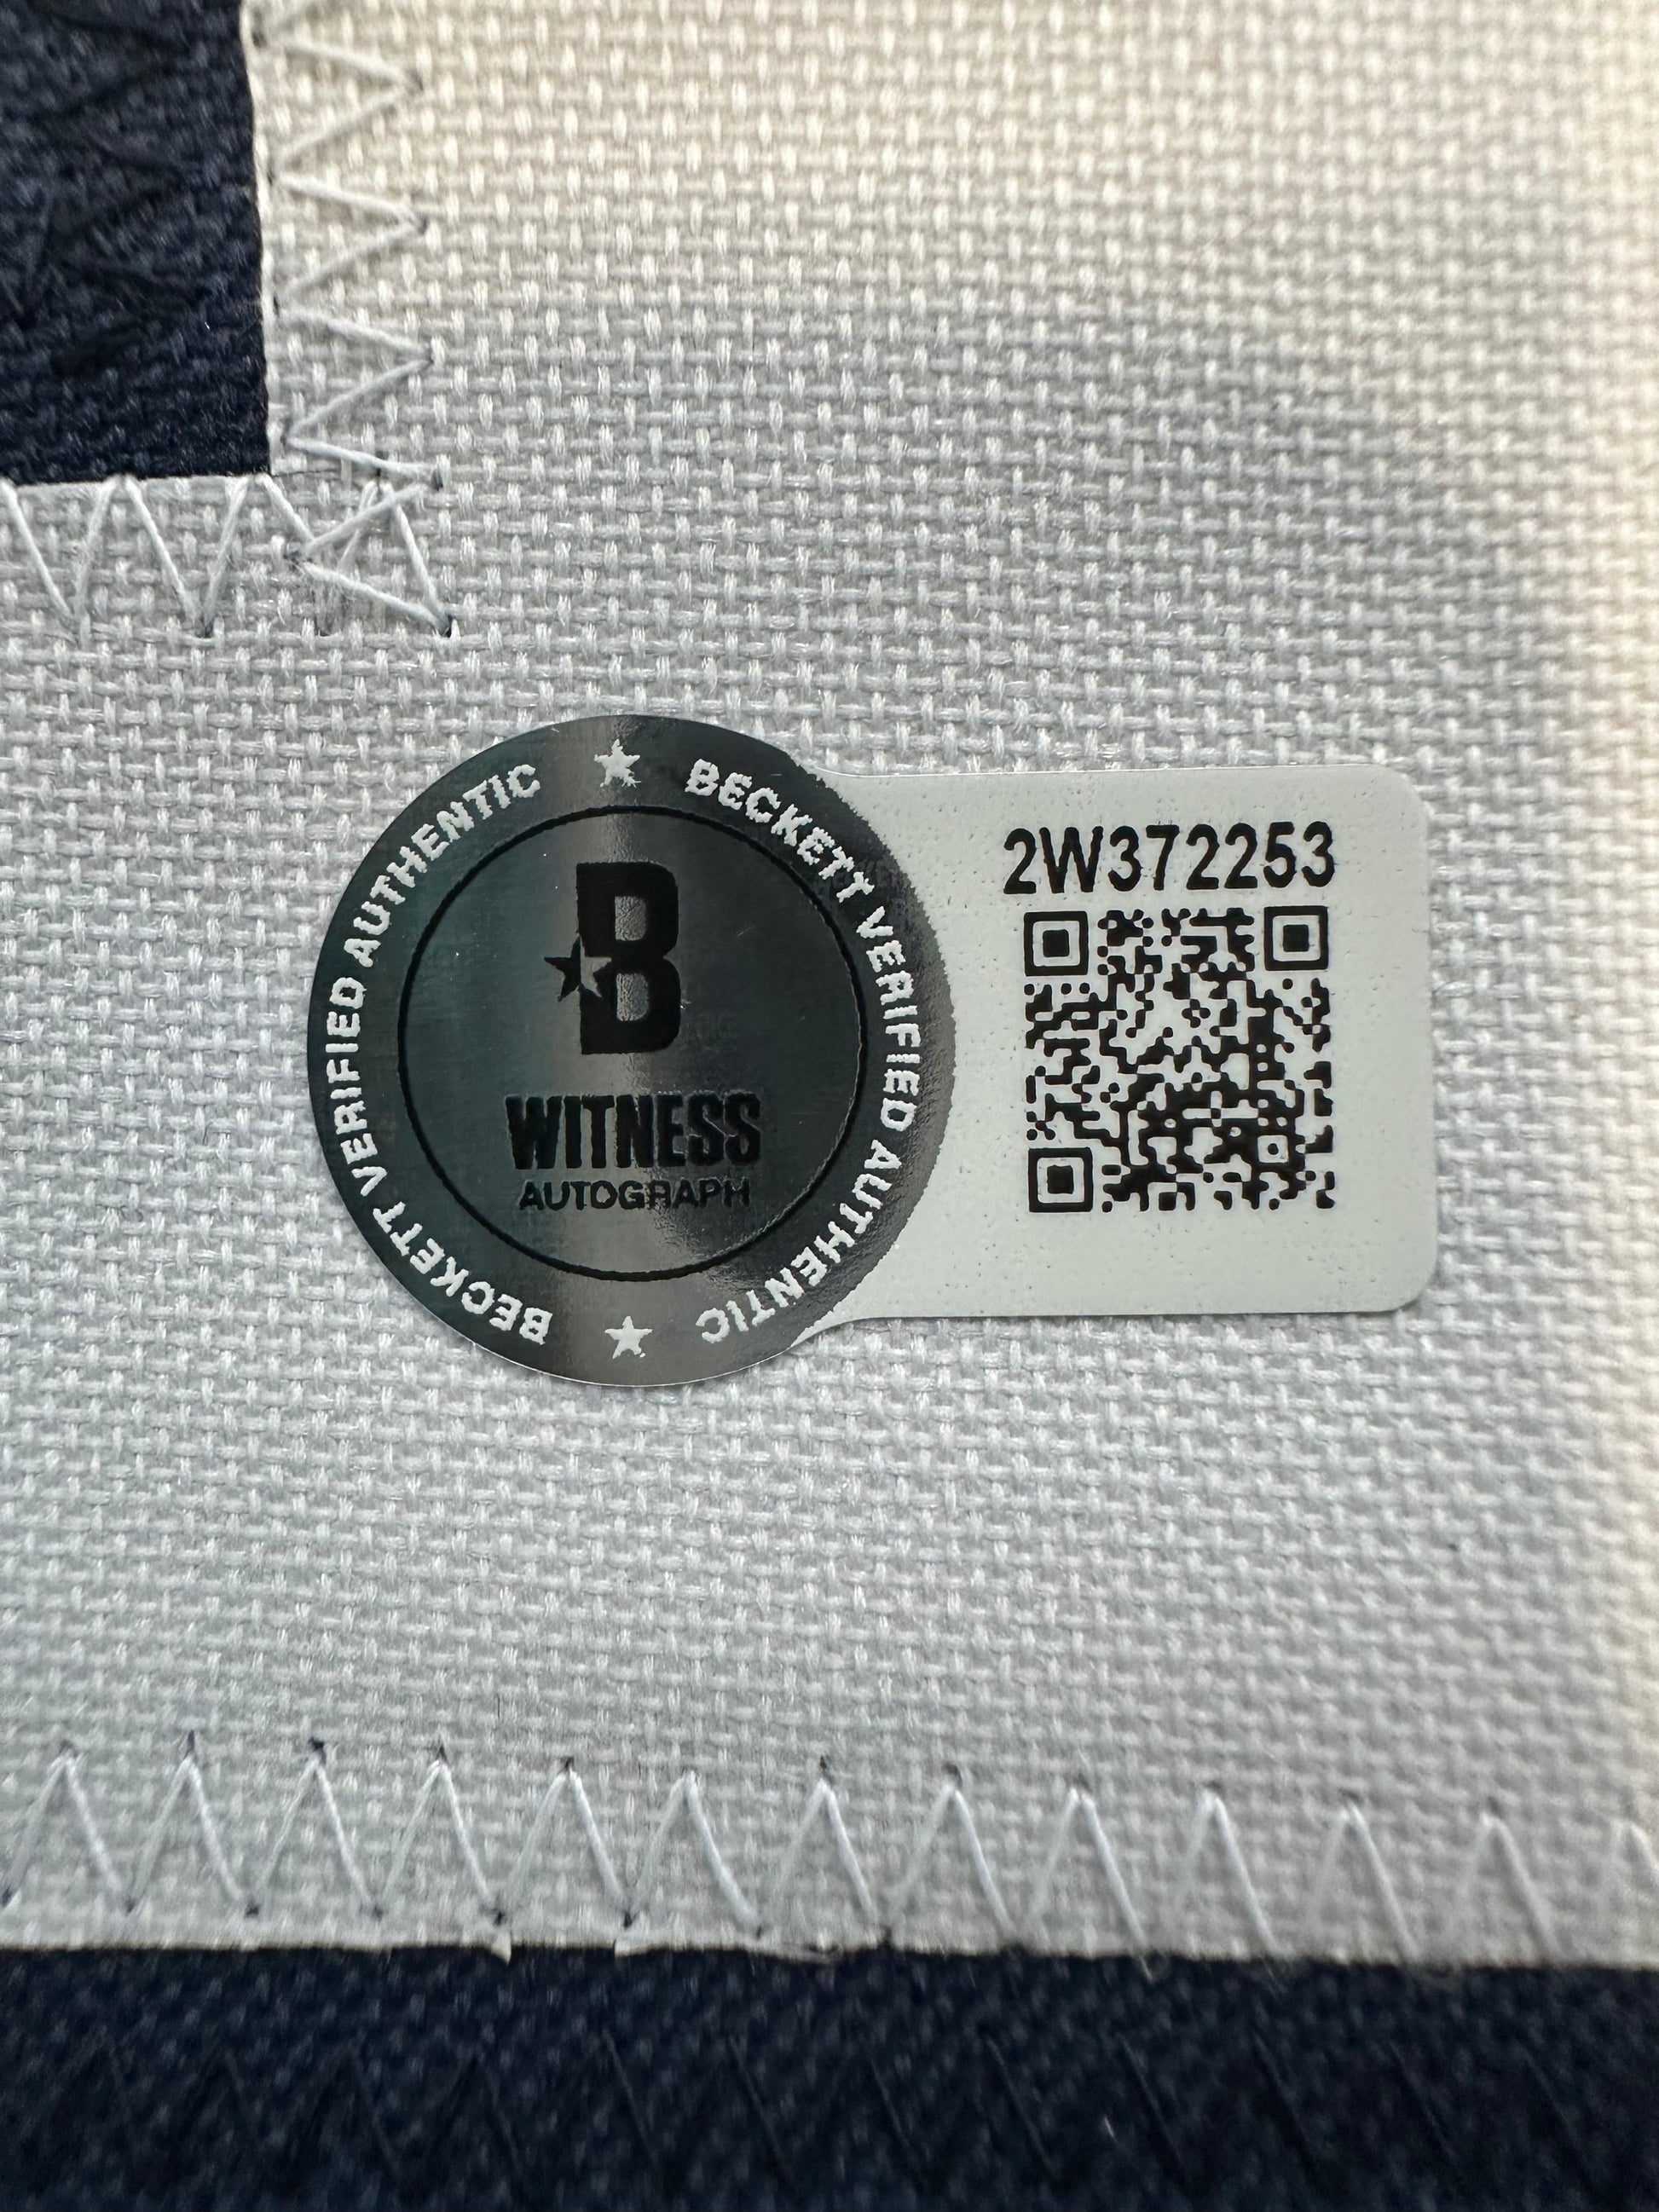 BECKETT VERIFIED AUTHENTIC
BECKETT VERIFIED AUTHENTIC
B
WITNESS
AUTOGRAPH
2W372253